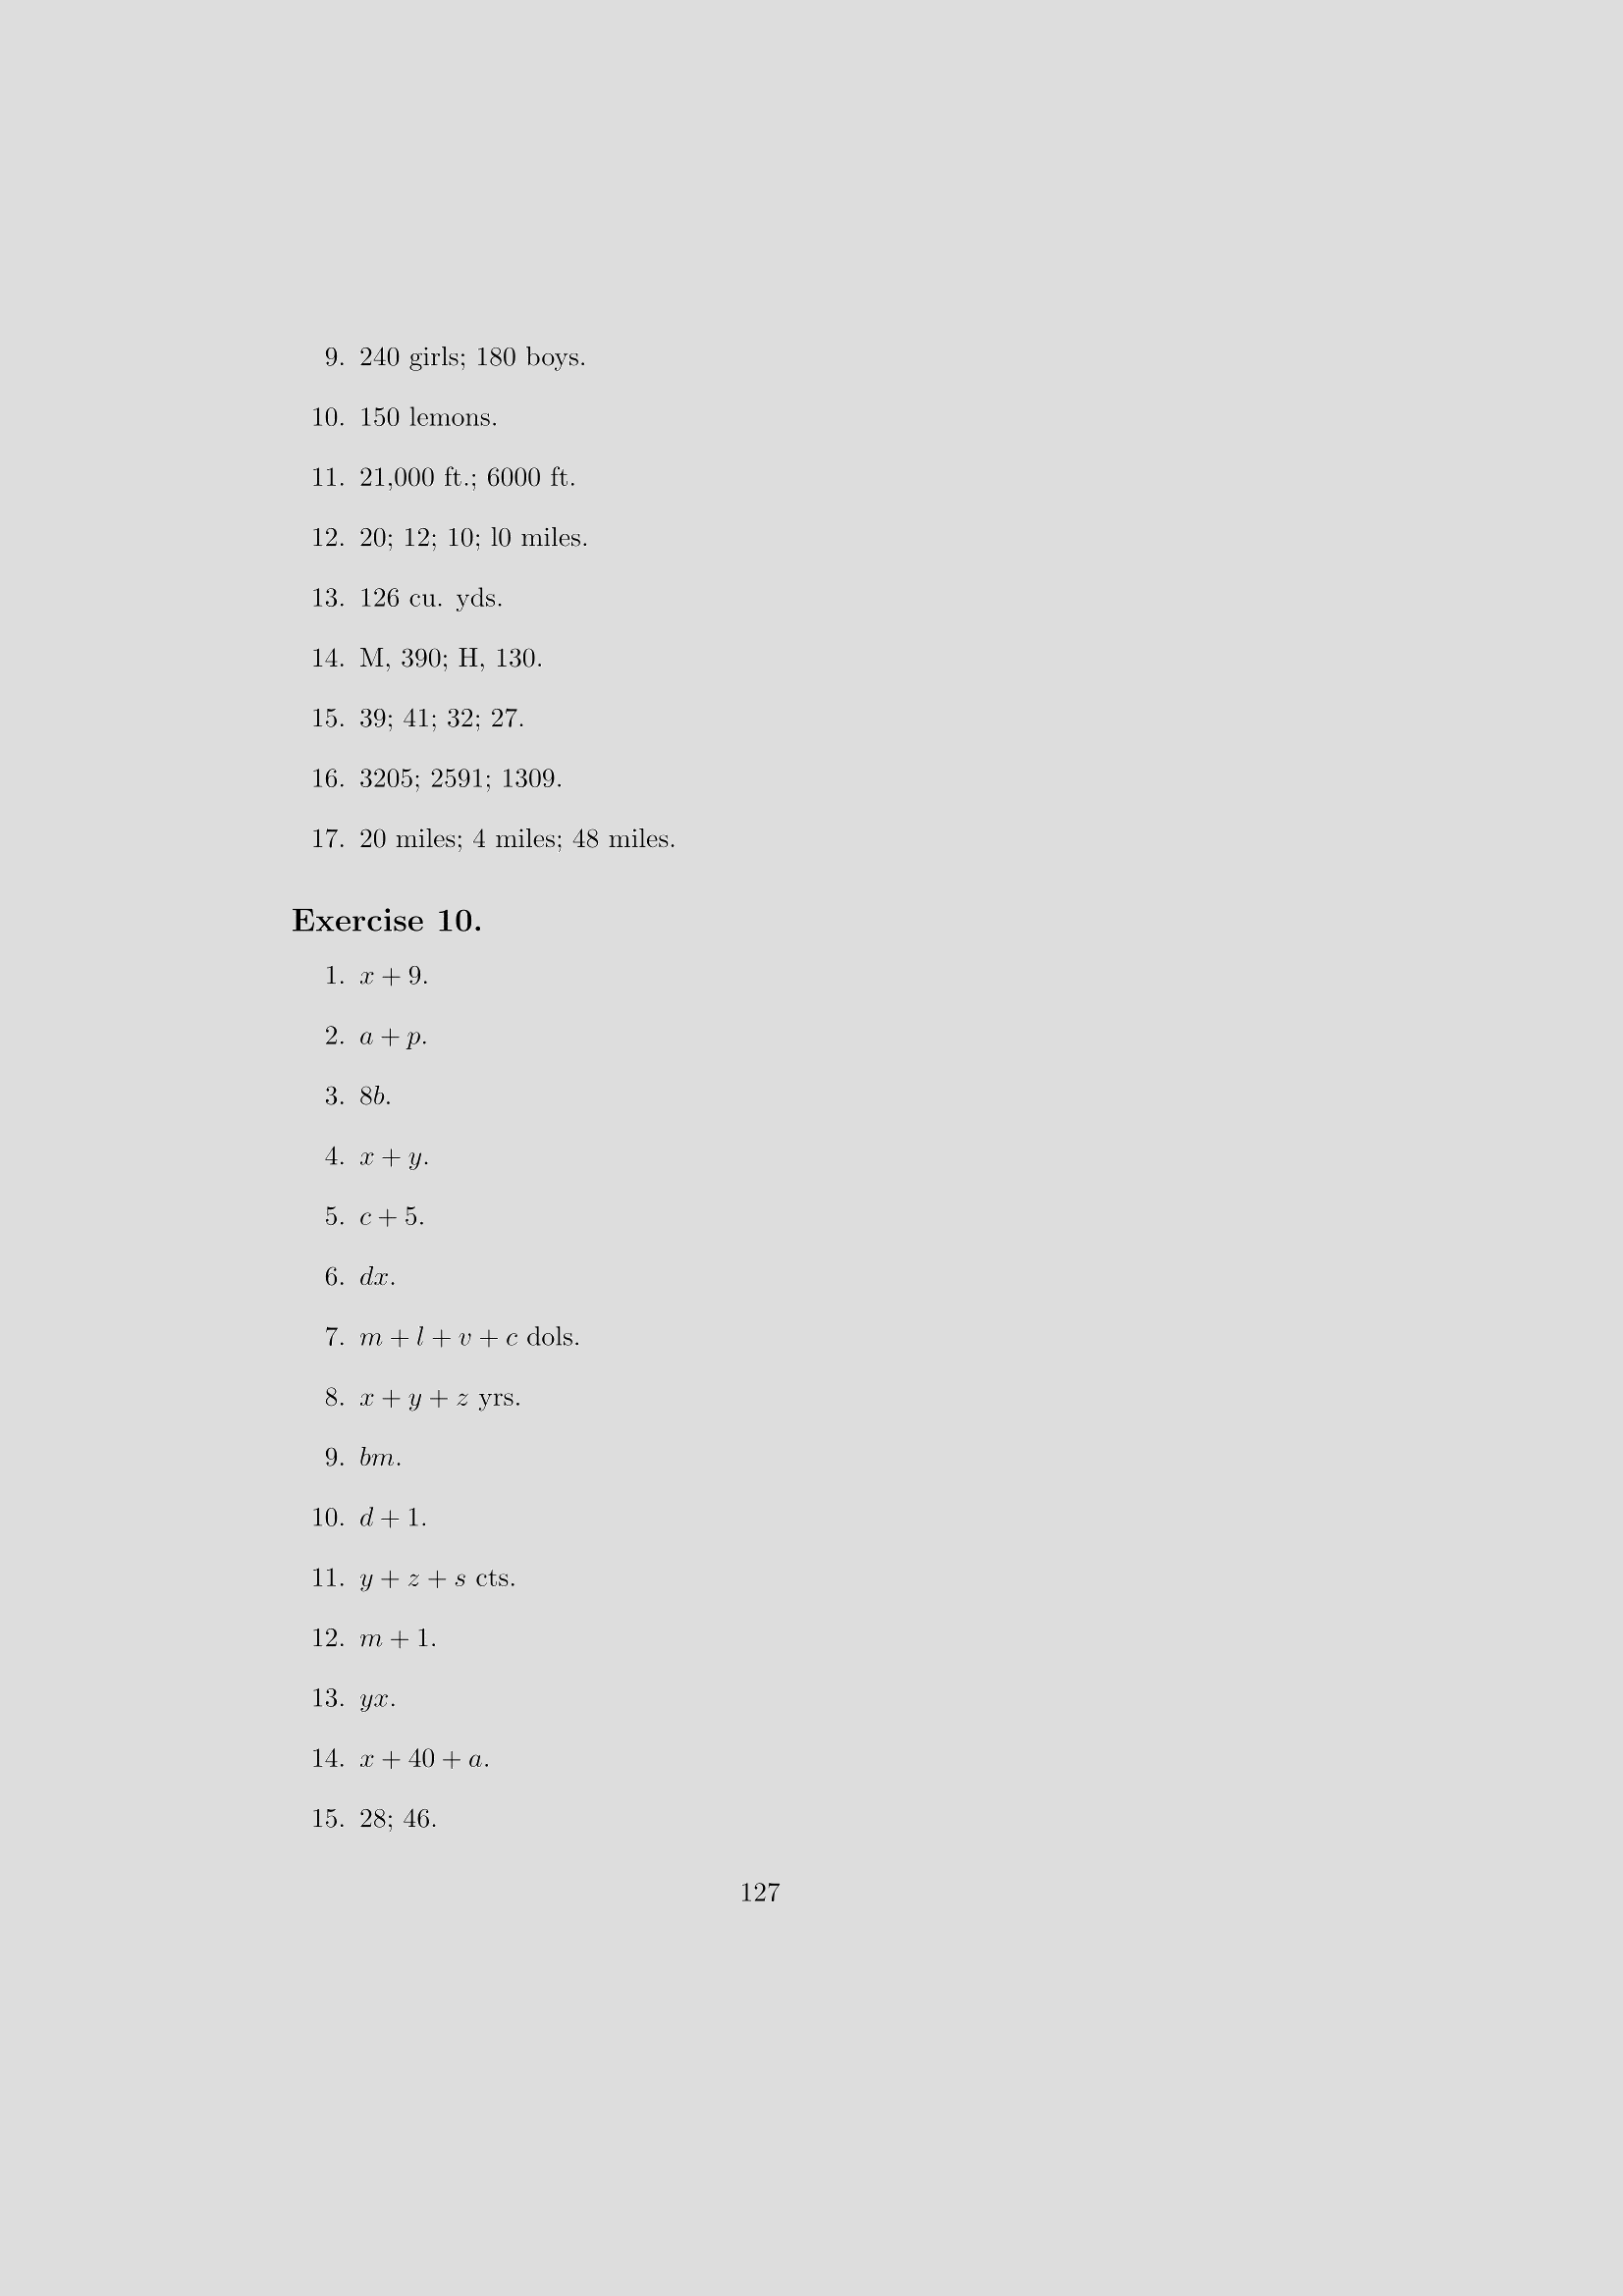 9. 240 girls; 180 boys.
10. 150 lemons.
11. 21,000 ft.; 6000 ft.
12. 20; 12; 10; l0 miles.
13. 126 cu. yds.
14. M, 390; H, 130.
15. 39; 41; 32; 27.
16. 3205; 2591; 1309.
17. 20 miles; 4 miles; 48 miles.
Exercise 10.
1. x + 9.
2. a + p.
3. 8b.
4. x + y.
5. c + 5.
6. dx.
7. m + l + v + c dols.
8. x + y + z yrs.
9. bm.
10. d + 1.
11. y + z + s cts.
12. m + 1.
13. yx.
14. x + 40 + a.
15. 28; 46.
127